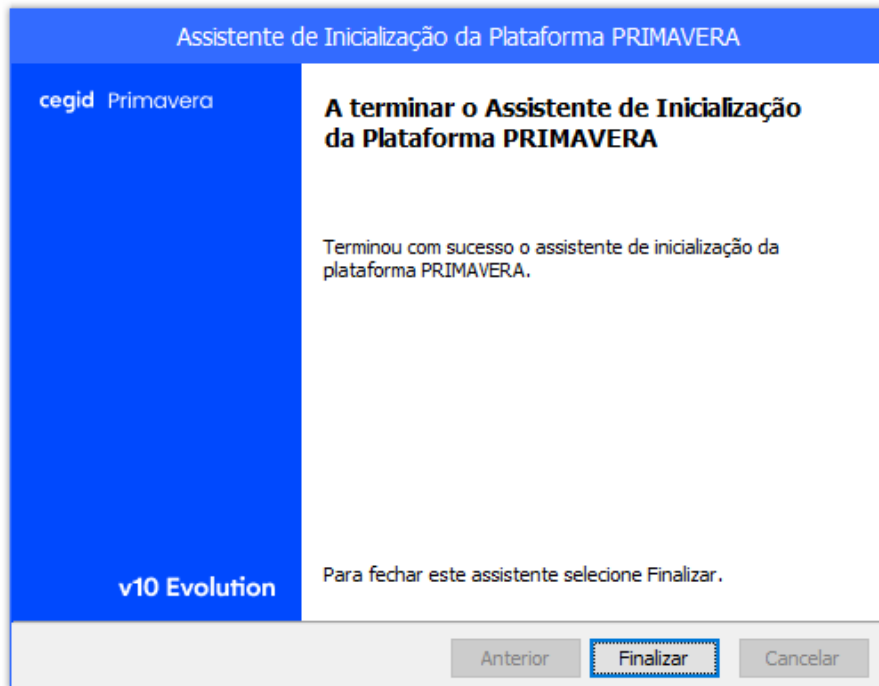 Assistente de Inicialização da Plataforma PRIMAVERA
cegid Primavera
A terminar o Assistente de Inicialização
da Plataforma PRIMAVERA
Terminou com sucesso o assistente de inicialização da
plataforma PRIMAVERA.
Para fechar este assistente selecione Finalizar.
v10 Evolution
Anterior
Finalizar
Cancelar